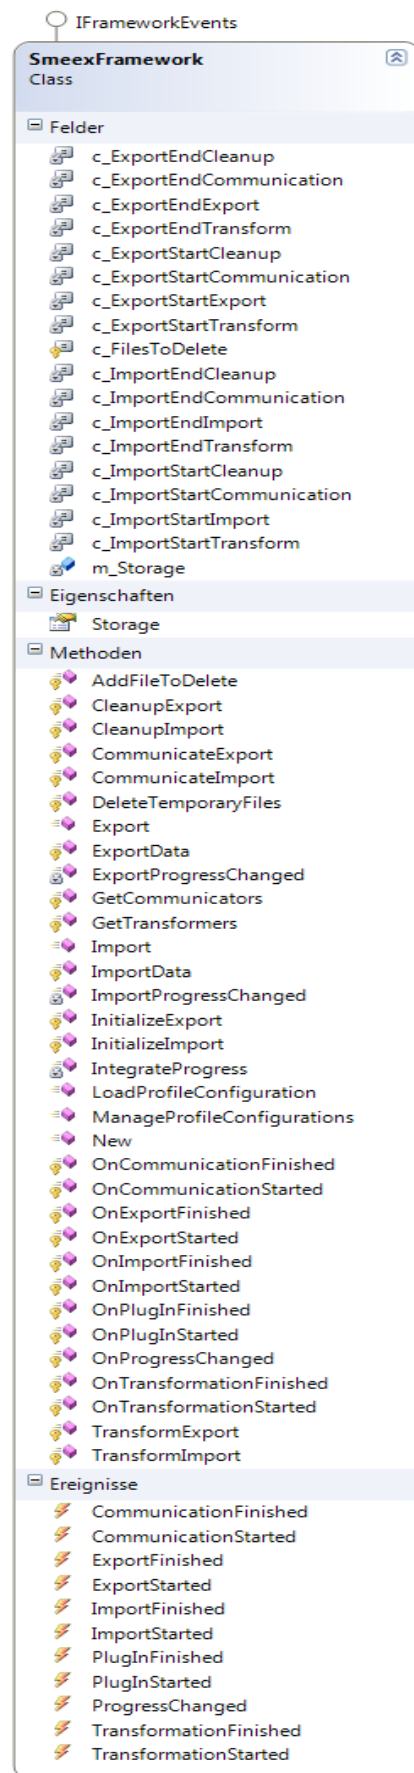 IFrameworkEvents
SmeexFramework
Class
Felder
c_ExportEndCleanup
c_ExportEndCommunication
c_ExportEndExport
c_ExportEndTransform
c_ExportStartCleanup
c_ExportStartCommunication
c_ExportStartExport
c_ExportStartTransform
c_FilesToDelete
c_ImportEndCleanup
c_ImportEndCommunication
c_ImportEndImport
c_ImportEndTransform
c_ImportStartCleanup
c_ImportStartCommunication
c_ImportStartImport
c_ImportStartTransform
m_Storage
Eigenschaften
Storage
Methoden
AddFileToDelete
CleanupExport
CleanupImport
CommunicateExport
CommunicateImport
DeleteTemporaryFiles
Export
ExportData
ExportProgressChanged
GetCommunicators
GetTransformers
Import
ImportData
ImportProgressChanged
InitializeExport
InitializeImport
IntegrateProgress
LoadProfileConfiguration
ManageProfileConfigurations
New
OnCommunicationFinished
OnCommunicationStarted
OnExportFinished
OnExportStarted
OnImportFinished
OnImportStarted
OnPlugInFinished
OnPlugInStarted
OnProgressChanged
OnTransformationFinished
OnTransformationStarted
TransformExport
TransformImport
Ereignisse
CommunicationFinished
CommunicationStarted
ExportFinished
ExportStarted
ImportFinished
ImportStarted
PlugInFinished
PlugInStarted
ProgressChanged
TransformationFinished
TransformationStarted